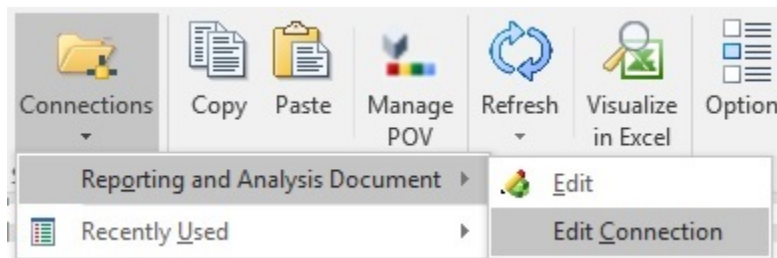 Connections Copy Paste Manage POV Refresh Visualize in Excel Option
Reporting and Analysis Document Edit
Recently Used Edit Connection